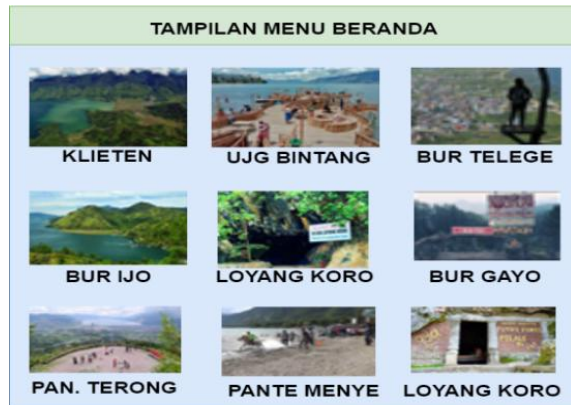 TAMPILAN MENU BERANDA
KLIETEN
UJG BINTANG
BUR TELEGE
BUR IJO
LOYANG KORO
BUR GAYO
PAN. TERONG
PANTE MENYE
LOYANG KORO